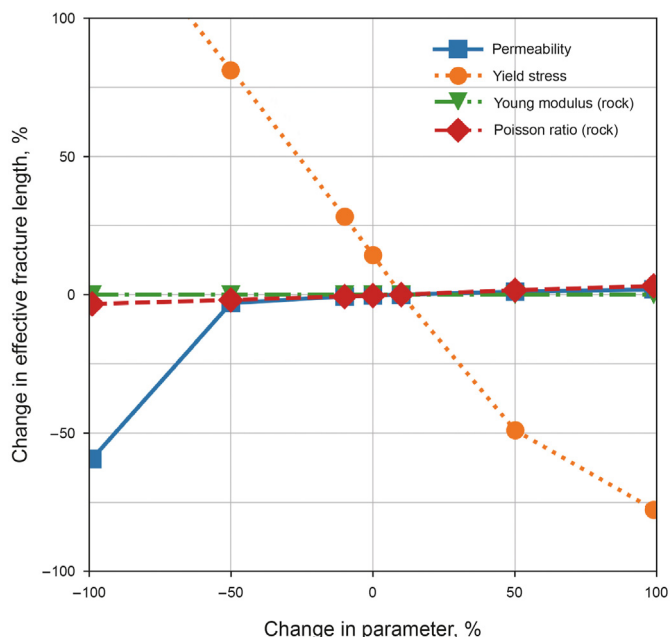 100
50
0
−50
−100
−100
−50
0
50
100
Change in effective fracture length, %
Change in parameter, %
Permeability
Yield stress
Young modulus (rock)
Poisson ratio (rock)